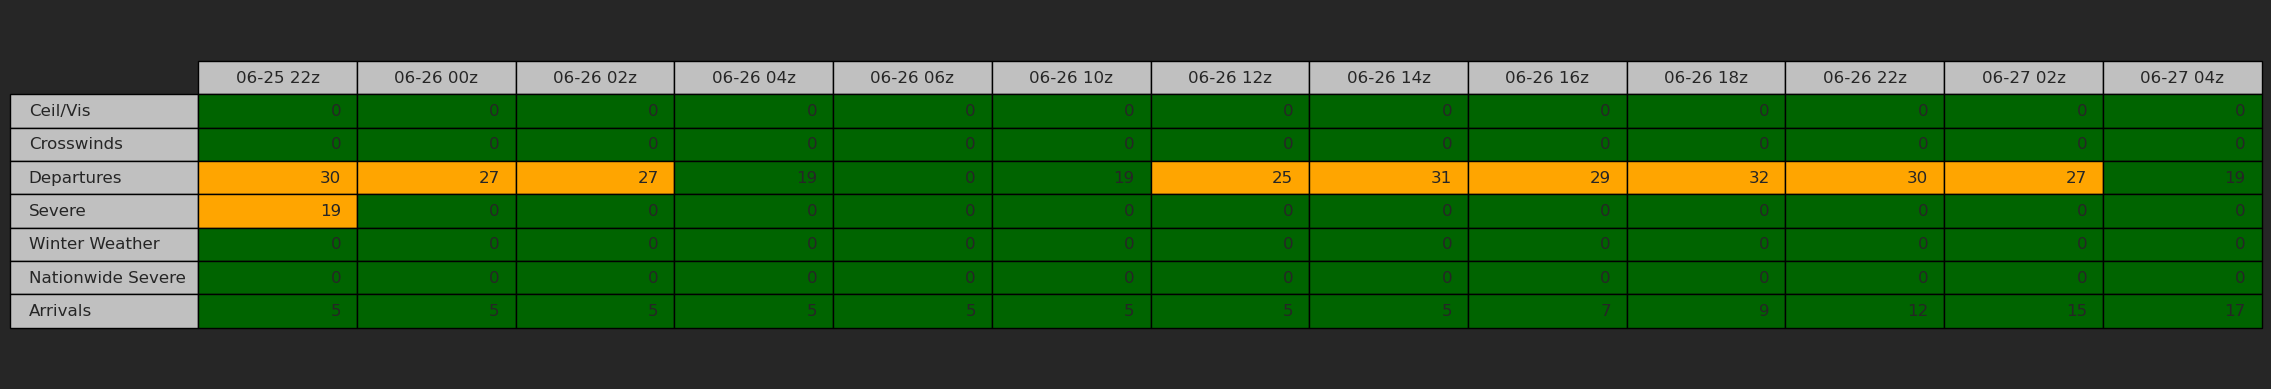 06-25 22z 06-26 00z 06-26 02z 06-26 04z 06-26 06z 06-26 10z 06-26 12z 06-26 14z 06-26 16z 06-26 18z 06-26 22z 06-27 02z 06-27 04z
Ceil/Vis 0 0 0 0 0 0 0 0 0 0 0 0 0
Crosswinds 0 0 0 0 0 0 0 0 0 0 0 0 0
Departures 30 27 27 19 0 19 25 31 29 32 30 27 19
Severe 19 0 0 0 0 0 0 0 0 0 0 0 0
Winter Weather 0 0 0 0 0 0 0 0 0 0 0 0 0
Nationwide Severe 0 0 0 0 0 0 0 0 0 0 0 0 0
Arrivals 5 5 5 5 5 5 5 5 7 9 12 15 17